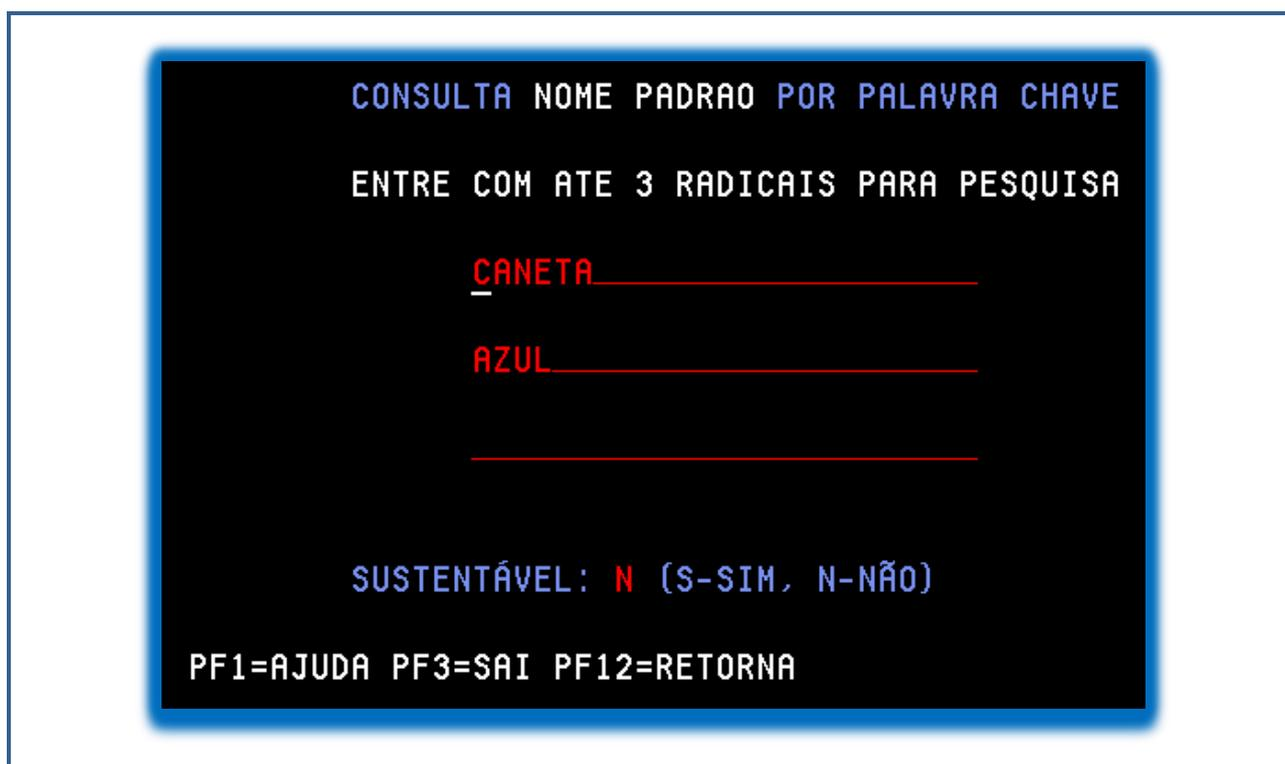 CONSULTA NOME PADRAO POR PALAVRA CHAVE
ENTRE COM ATE 3 RADICAIS PARA PESQUISA
CANETA
AZUL
SUSTENTÁVEL: N (S-SIM, N-NÃO)
PF1=AJUDA PF3=SAI PF12=RETORNA